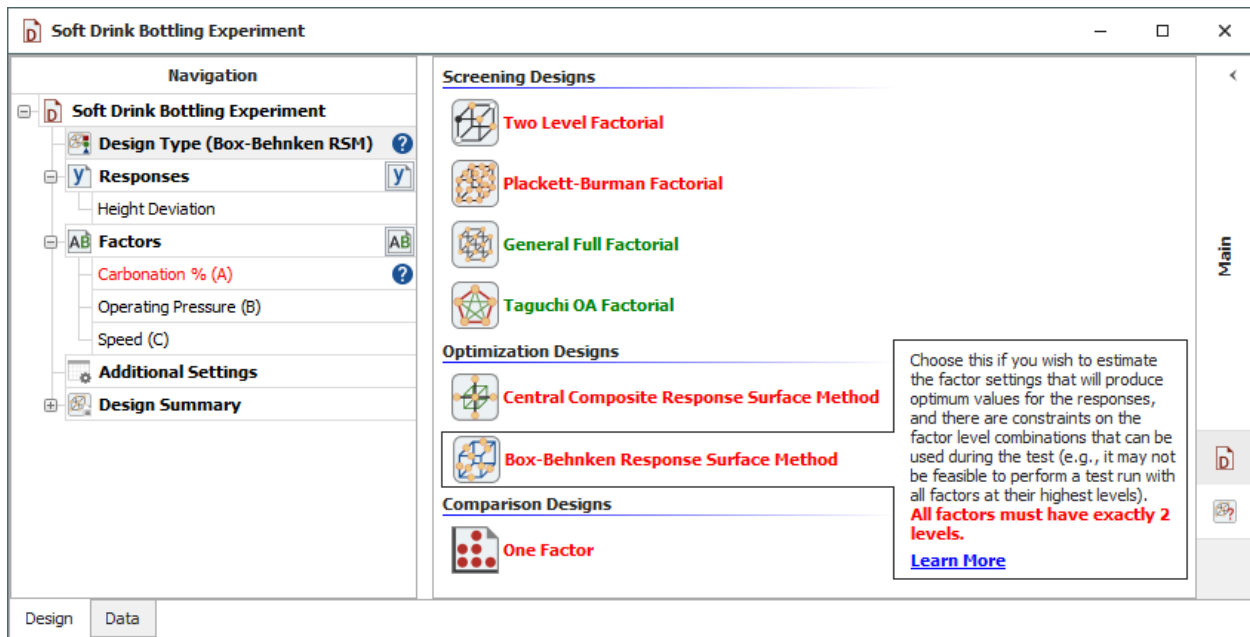 Soft Drink Bottling Experiment
Navigation
Soft Drink Bottling Experiment
Design Type (Box-Behnken RSM)
Responses
Height Deviation
Factors
Carbonation % (A)
Operating Pressure (B)
Speed (C)
Additional Settings
Design Summary
Screening Designs
Two Level Factorial
Plackett-Burman Factorial
General Full Factorial
Taguchi OA Factorial
Optimization Designs
Central Composite Response Surface Method
Box-Behnken Response Surface Method
Comparison Designs
One Factor
Choose this if you wish to estimate
the factor settings that will produce
optimum values for the responses,
and there are constraints on the
factor level combinations that can be
used during the test (e.g., it may not
be feasible to perform a test run with
all factors at their highest levels).
All factors must have exactly 2
levels.
Learn More
Main
Design
Data